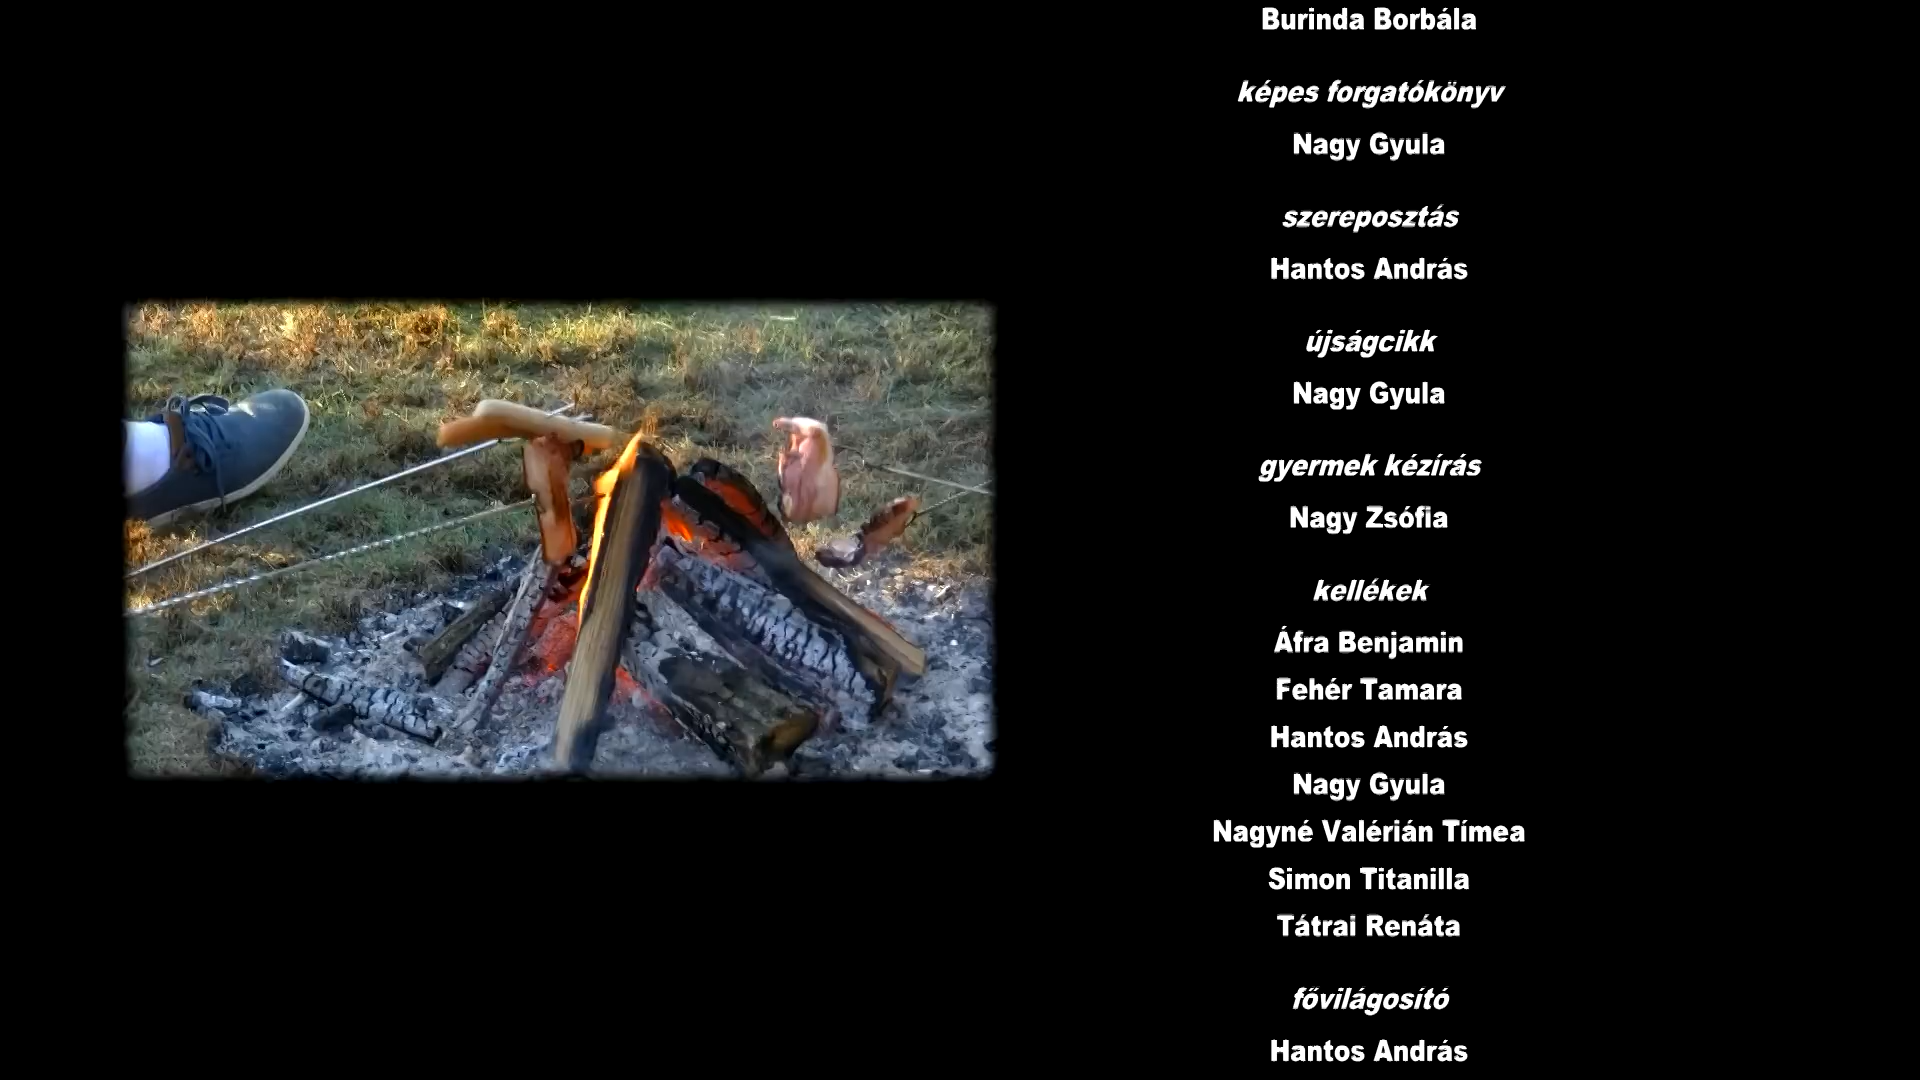 Burinda Borbála
képes forgatókönyv
Nagy Gyula
szereposztás
Hantos András
újságcikk
Nagy Gyula
gyermek kézírás
Nagy Zsófia
kellékek
Áfra Benjamin
Fehér Tamara
Hantos András
Nagy Gyula
Nagyné Valérián Tímea
Simon Titanilla
Tátrai Renáta
fővilágosító
Hantos András